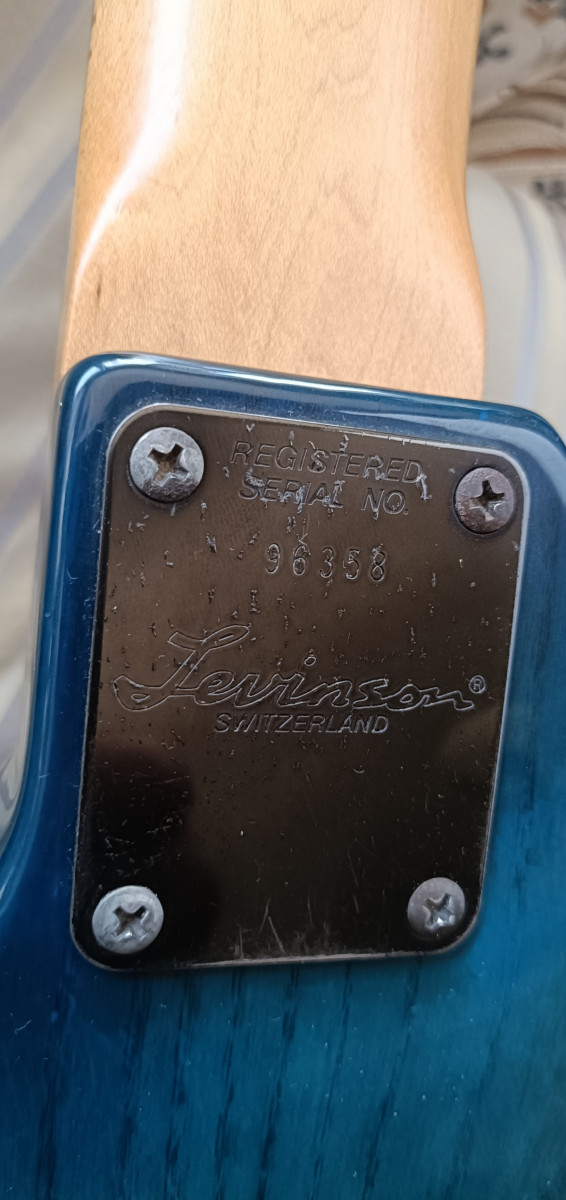 REGISTERED
SERIAL NO.
96358
Levinson®
SWITZERLAND